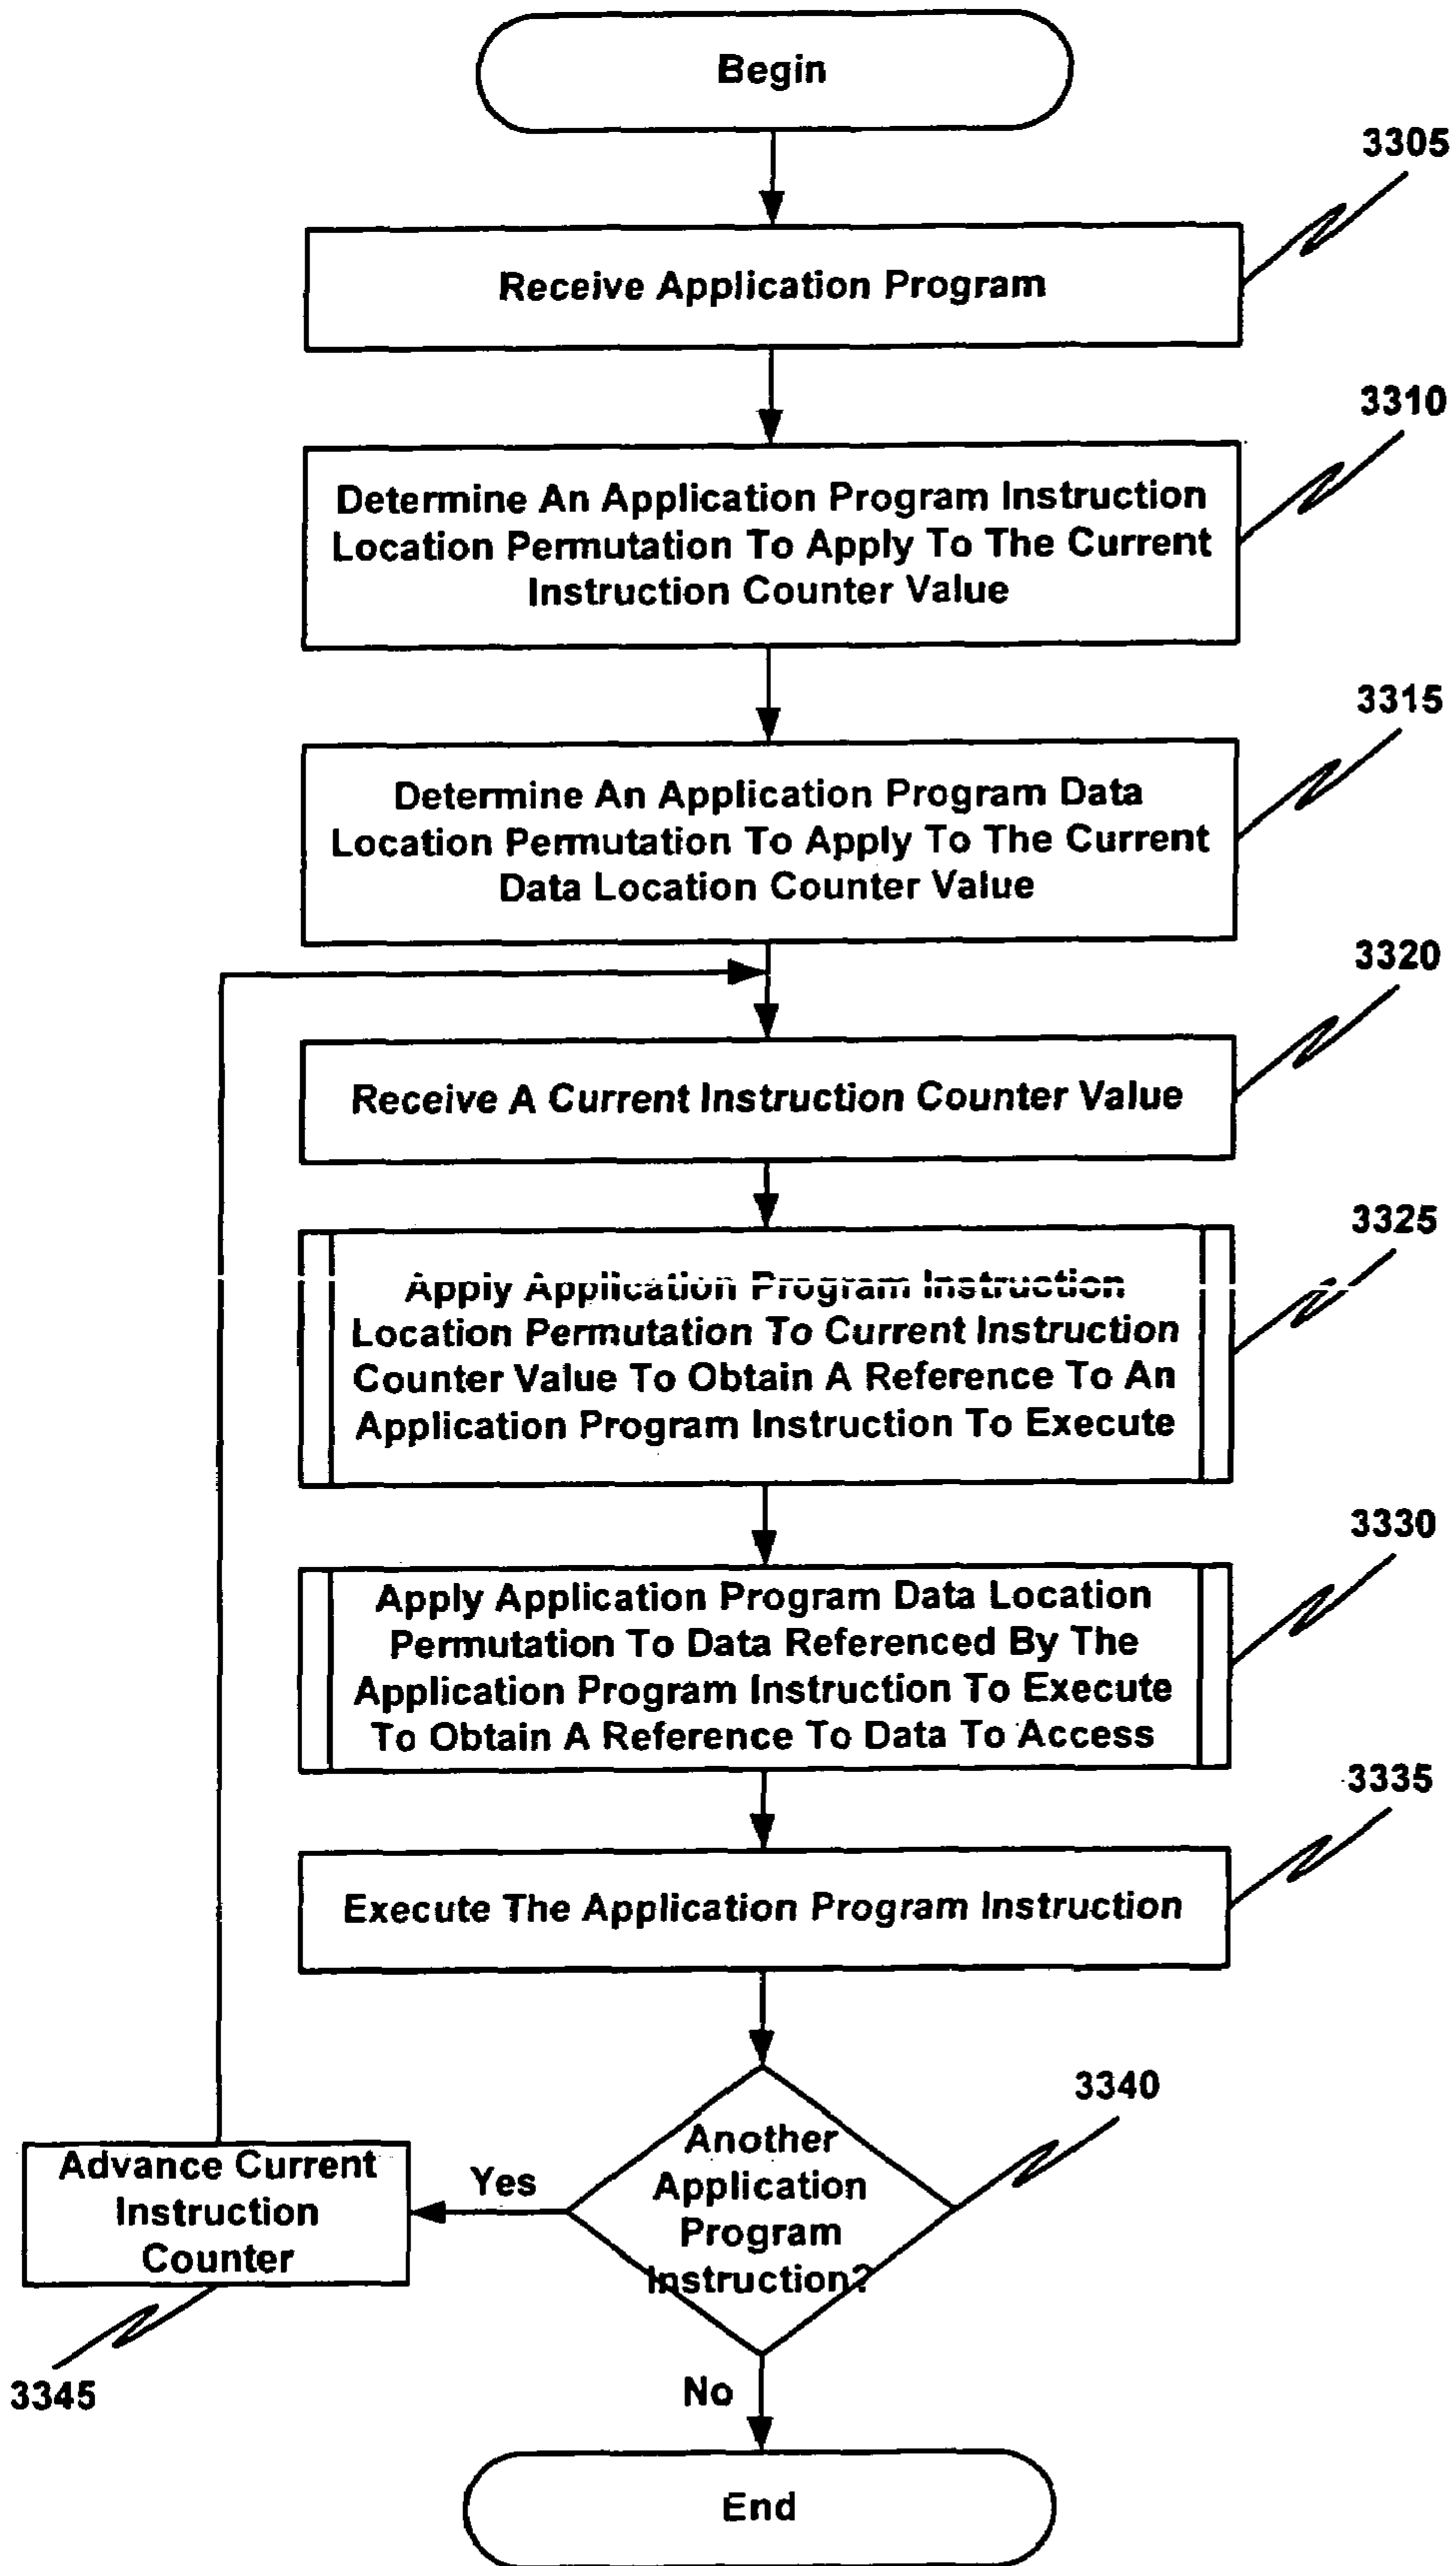 Begin
3305
Receive Application Program
3310
Determine An Application Program Instruction
Location Permutation To Apply To The Current
Instruction Counter Value
3315
Determine An Application Program Data
Location Permutation To Apply To The Current
Data Location Counter Value
3320
Receive A Current Instruction Counter Value
3325
Apply Application Program Instruction
Location Permutation To Current Instruction
Counter Value To Obtain A Reference To An
Application Program Instruction To Execute
3330
Apply Application Program Data Location
Permutation To Data Referenced By The
Application Program Instruction To Execute
To Obtain A Reference To Data To Access
3335
Execute The Application Program Instruction
3340
Another
Application
Program
Instruction?
Yes
Advance Current
Instruction
Counter
3345
No
End